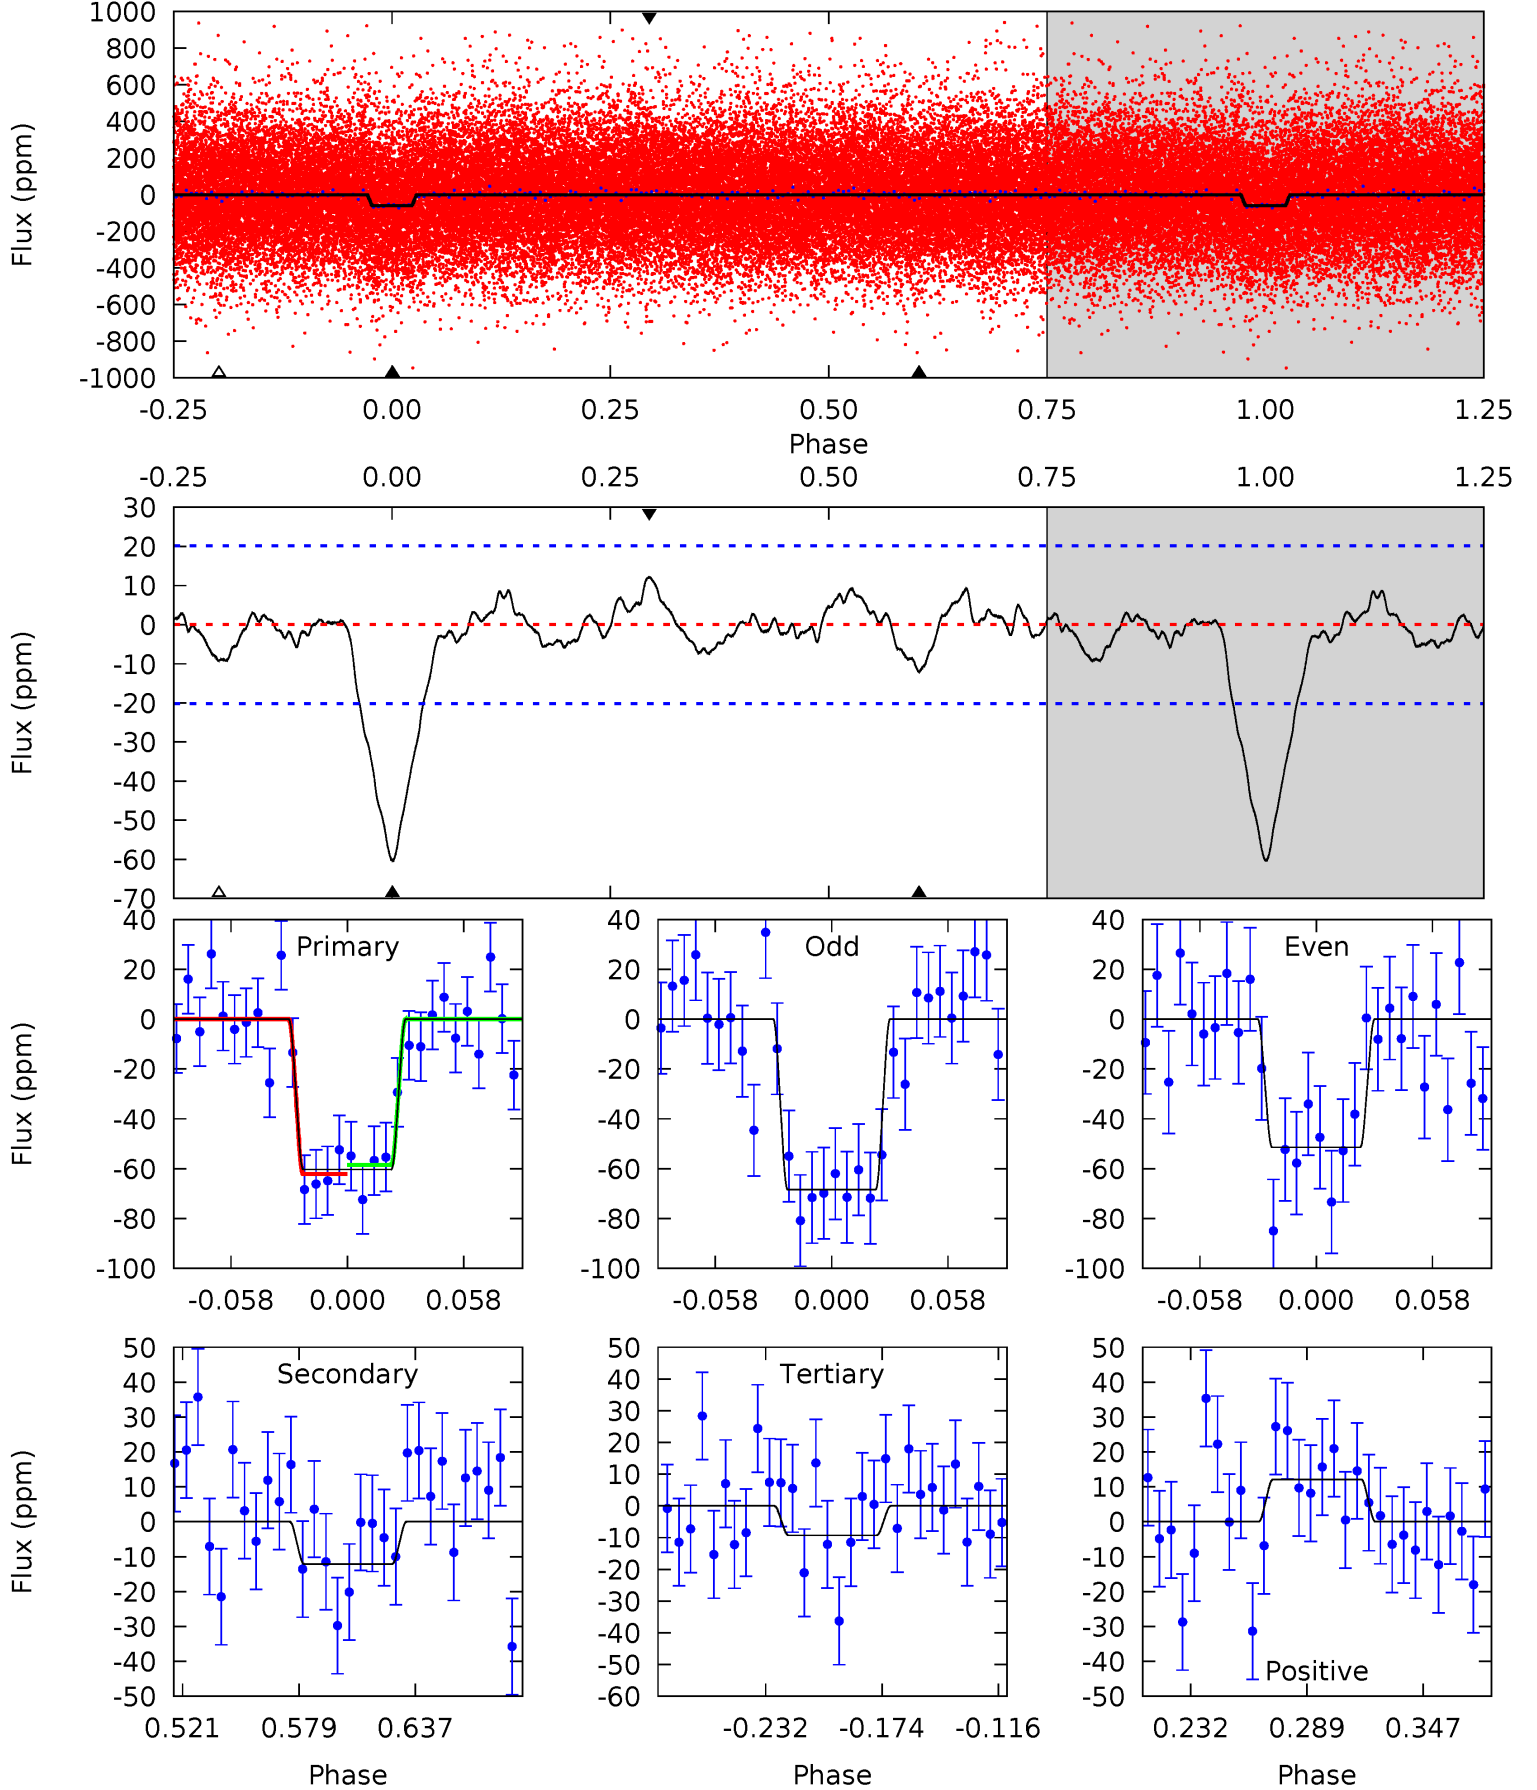 1000
800
600
400
200
0
-200
-400
-600
-800
-1000
Flux (ppm)
-0.25 0.00 0.25 0.50 0.75 1.00 1.25
Phase
-0.25 0.00 0.25 0.50 0.75 1.00 1.25
30
20
10
0
-10
-20
-30
-40
-50
-60
-70
Flux (ppm)
Primary Odd Even
40 40 40
20 20 20
0 0 0
-20 -20 -20
-40 -40 -40
-60 -60 -60
-80 -80 -80
-100 -100 -100
Flux (ppm)
-0.058 0.000 0.058 -0.058 0.000 0.058 -0.058 0.000 0.058
Secondary Tertiary
50 50 50
40 40 40
30 30 30
20 20 20
10 10 10
0 0 0
-10 -10 -10
-20 -20 -20
-30 -30 -30
-40 -40 -40
-50 -50 -50
-60
Positive
Flux (ppm)
0.521 0.579 0.637 -0.232 -0.174 -0.116 0.232 0.289 0.347
Phase Phase Phase